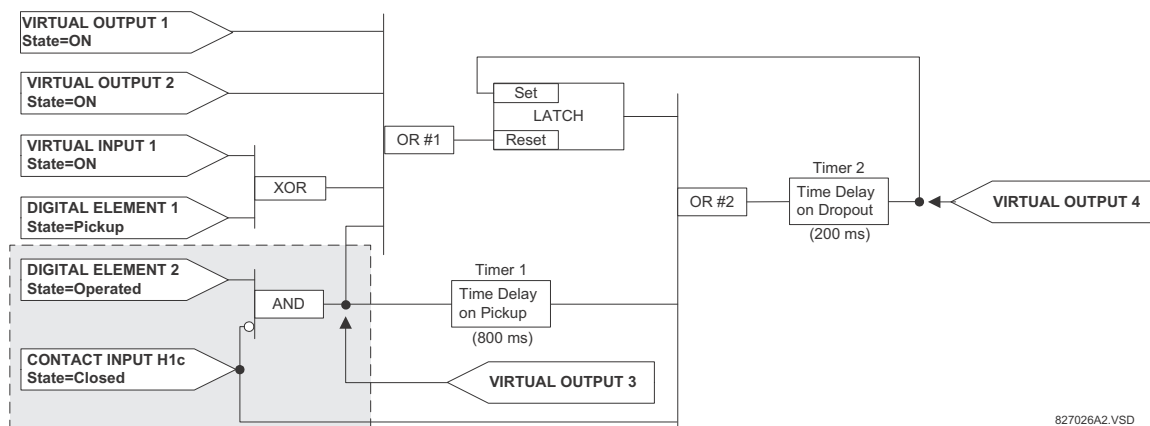 VIRTUAL OUTPUT 1
State=ON
VIRTUAL OUTPUT 2
State=ON
VIRTUAL INPUT 1
State=ON
DIGITAL ELEMENT 1
State=Pickup
DIGITAL ELEMENT 2
State=Operated
CONTACT INPUT H1c
State=Closed
XOR
AND
OR #1
Set
LATCH
Reset
Timer 1
Time Delay
on Pickup
(800 ms)
VIRTUAL OUTPUT 3
OR #2
Timer 2
Time Delay
on Dropout
(200 ms)
VIRTUAL OUTPUT 4
827026A2.VSD